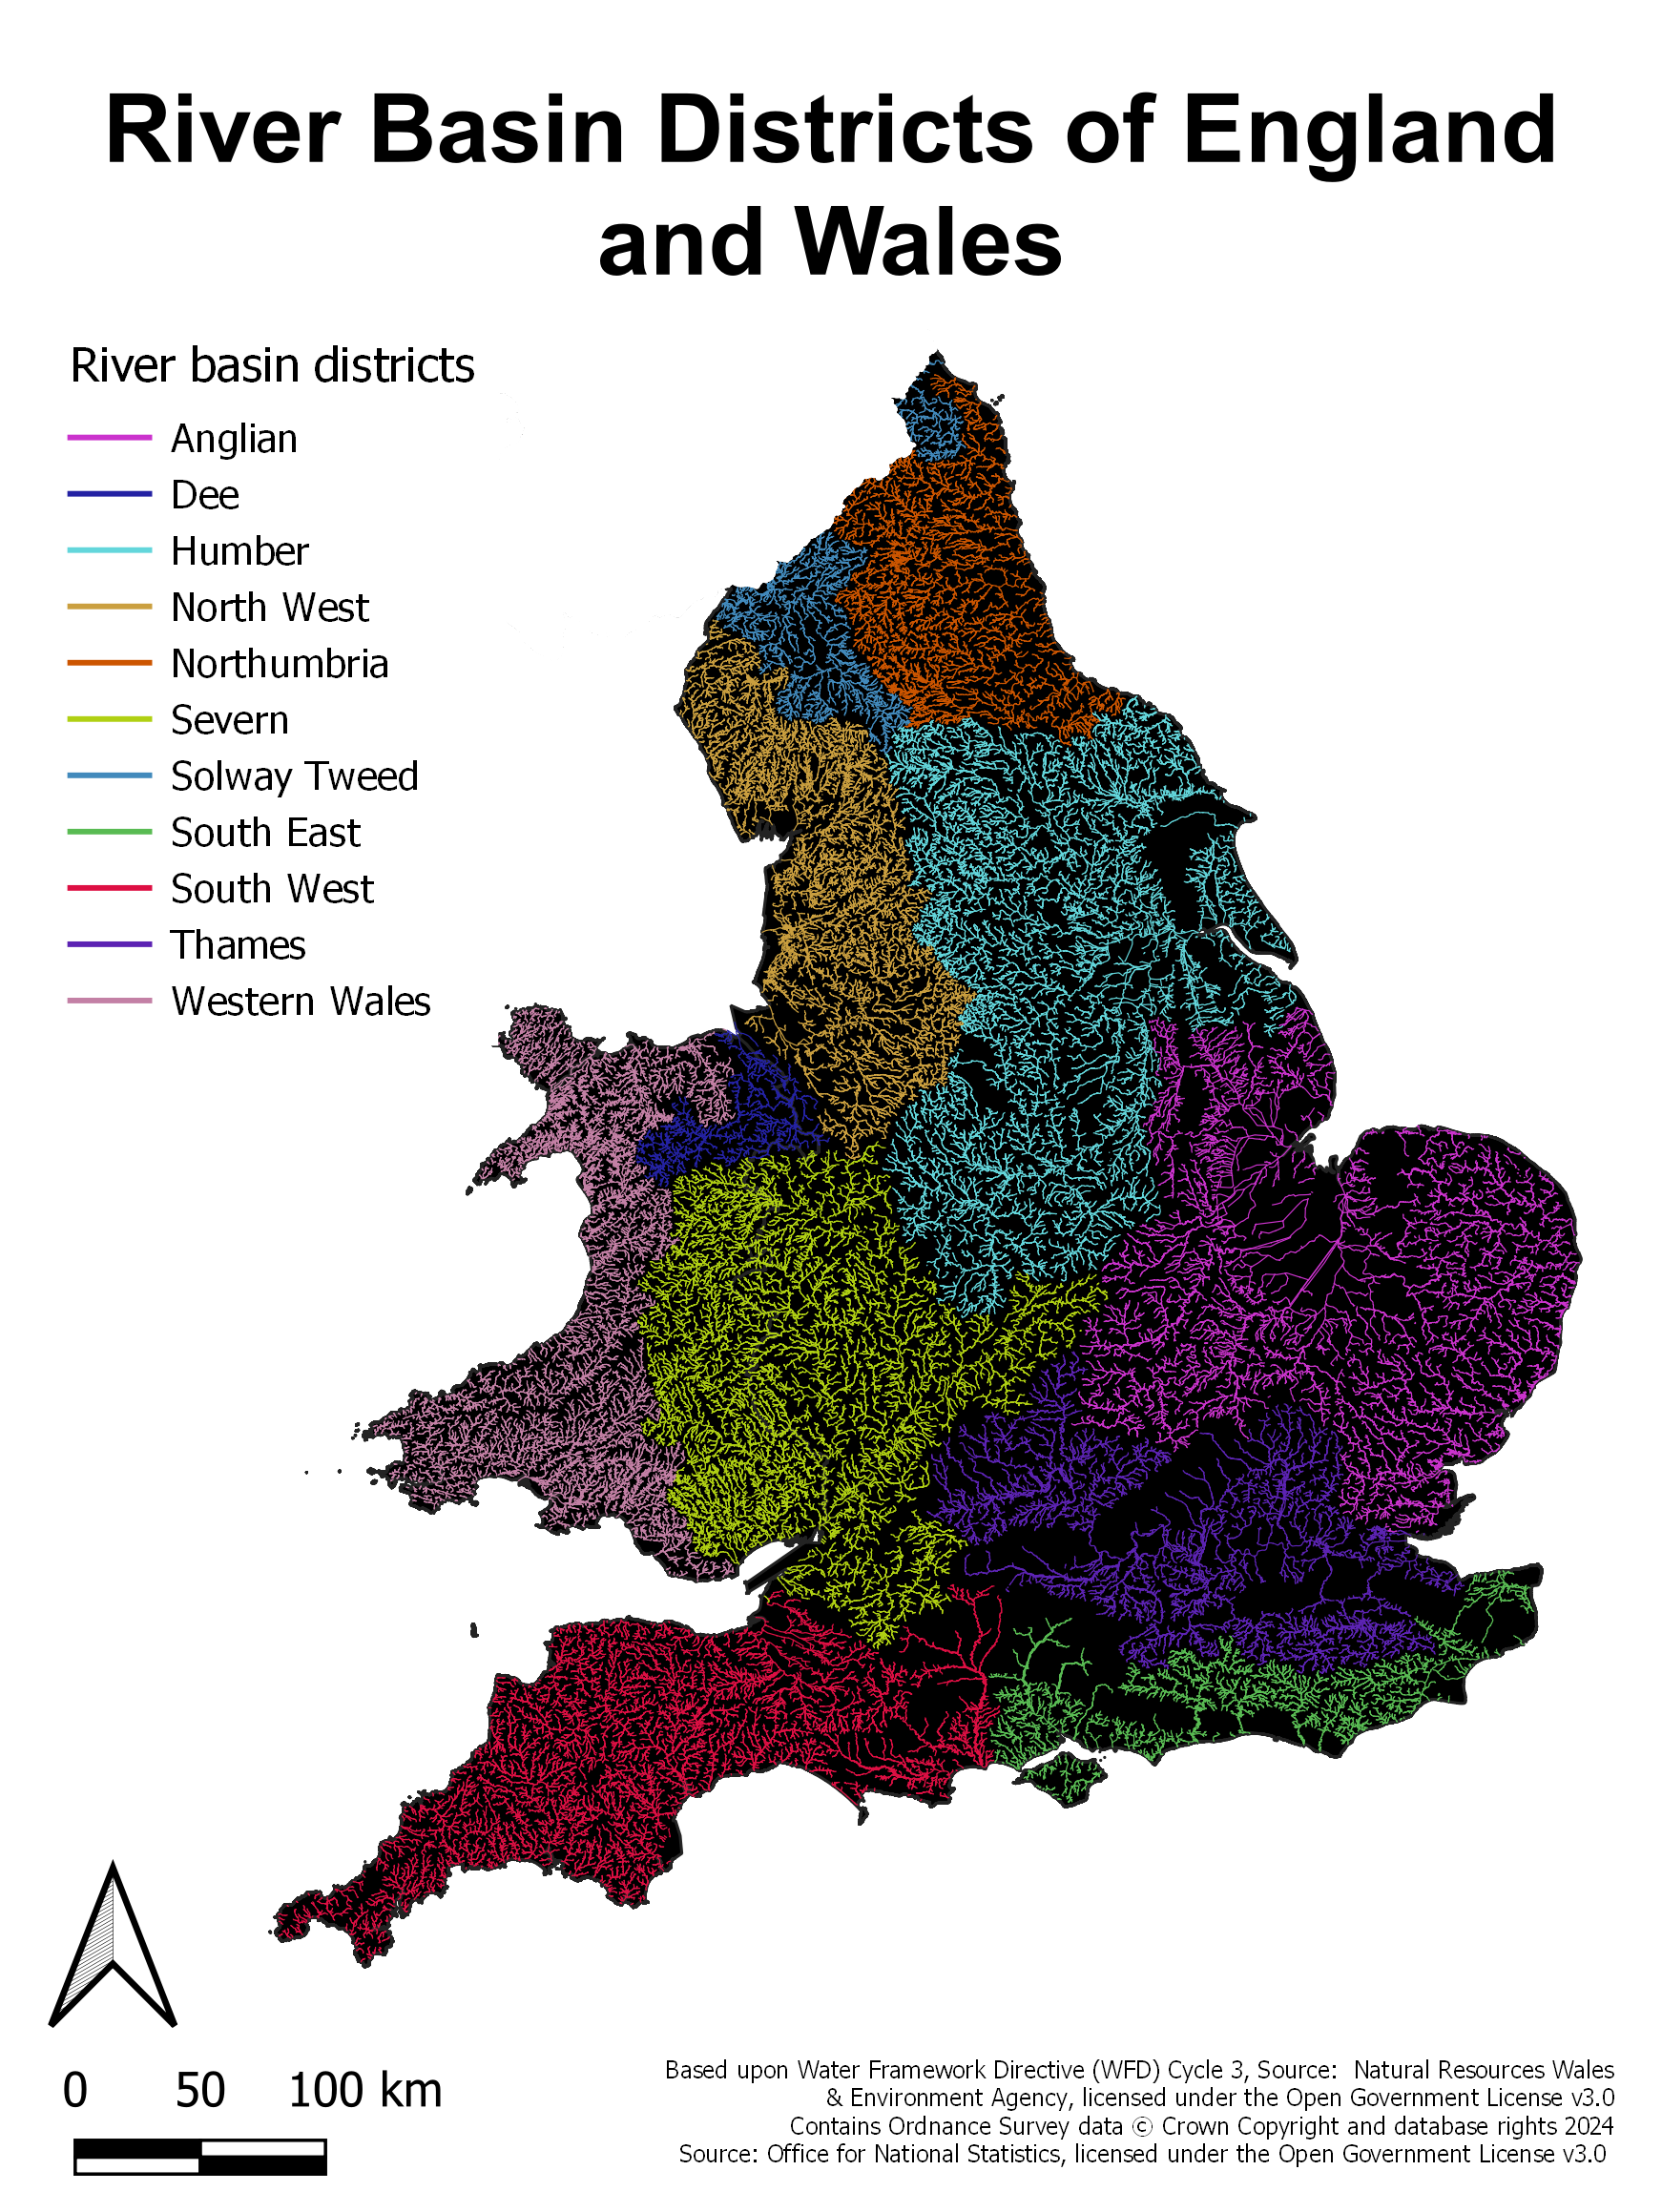 River Basin Districts of England
and Wales
River basin districts
Anglian
Dee
Humber
North West
Northumbria
Severn
Solway Tweed
South East
South West
Thames
Western Wales
0 50 100 km
Based upon Water Framework Directive (WFD) Cycle 3, Source: Natural Resources Wales
& Environment Agency, licensed under the Open Government License v3.0
Contains Ordnance Survey data © Crown Copyright and database rights 2024
Source: Office for National Statistics, licensed under the Open Government License v3.0